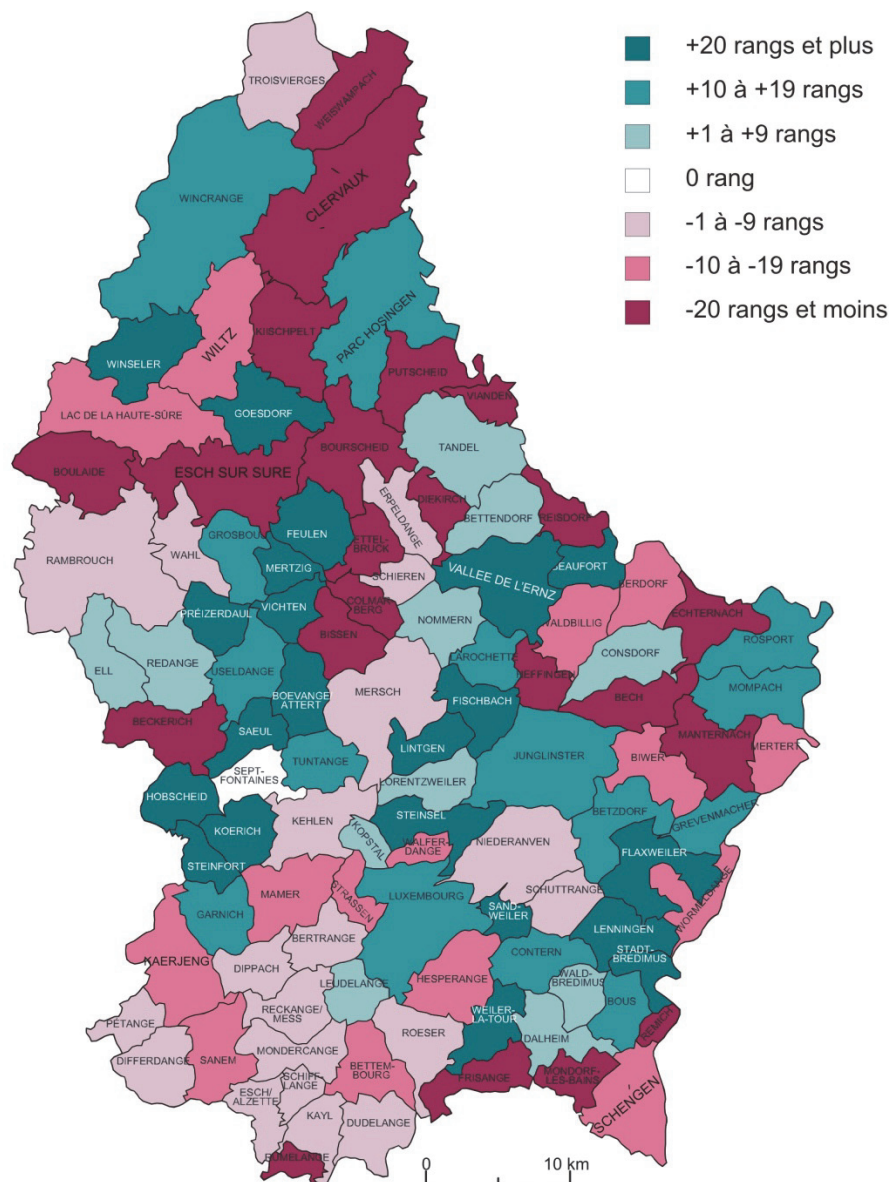 +20 rangs et plus
+10 à +19 rangs
+1 à +9 rangs
0 rang
-1 à -9 rangs
-10 à -19 rangs
-20 rangs et moins
TROISVIERGES
WEISWAMPACH
WINCRANGE
CLERVAUX
PARC HOSINGEN
KIISCHPELT
WILTZ
WINSELER
PUTSCHEID
VIANDEN
LAC DE LA HAUTE-SÛRE
GOESDORF
TANDEL
BOURSCHEID
BOULAIDE
ESCH SUR SURE
ERPELDANGE
DIEKIRCH
BETTENDORF
REISDORF
FEULEN
GROSBOU
WAHL
RAMBROUCH
ETTEL-
BRUCK
MERTZIG
SCHIEREN
VALLEE DE L'ERNZ
BEAUFORT
BERDORF
ECHTERNACH
PRÉIZERDAUL
VICHTEN
COLMAR
BERG
BISSEN
NOMMERN
WALDBILLIG
CONSDORF
ROSPORT
ELL
REDANGE
USELDANGE
LAROCHETTE
HEFFINGEN
BECH
MOMPACH
BOEVANGE/
ATTERT
MERSCH
FISCHBACH
BECKERICH
SAEUL
LINTGEN
JUNGLINSTER
BIWER
MANTERNACH
MERTERT
SEPT-
FONTAINES
TUNTANGE
LORENTZWEILER
HOBSCHEID
KOERICH
KEHLEN
KOPSTAL
STEINSEL
BETZDORF
GREVENMACHER
STEINFORT
WALFER-
DANGE
NIEDERANVEN
FLAXWEILER
SCHUTTRANGE
WORMELDANGE
MAMER
STRASSEN
LUXEMBOURG
SAND-
WEILER
GARNICH
LENNINGEN
STADT-
BREDIMUS
BERTRANGE
CONTERN
KAERJENG
DIPPACH
LEUDELANGE
HESPERANGE
WALD-
BREDIMUS
BOUS
RECKANGE/
MESS
WEILER-
LA-TOUR
PÉTANGE
ROESER
DALHEIM
REMICH
DIFFERDANGE
SANEM
MONDERCANGE
BETTEM-
BOURG
FRISANGE
MONDORF-
LES-BAINS
SCHIFF-
LANGE
ESCH/
ALZETTE
KAYL
DUDELANGE
SCHENGEN
RUMELANGE
0
10 km